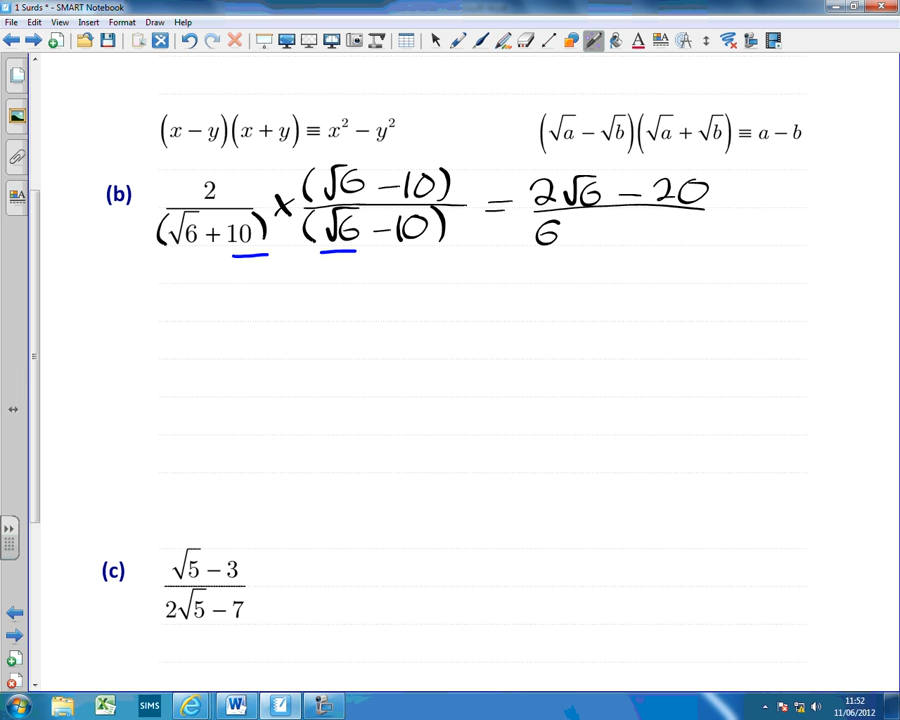 1 Surds * - SMART Notebook
File Edit View Insert Format Draw Tools Help
(x − y)(x + y) ≡ x² − y² (√a − √b)(√a + √b) ≡ a − b
(b) 2/(√6 + 10) × (√6 − 10)/(√6 − 10) = 2√6 − 20/6
(c) √5 − 3/2√5 − 7
SIMS
11:52
11/06/2012